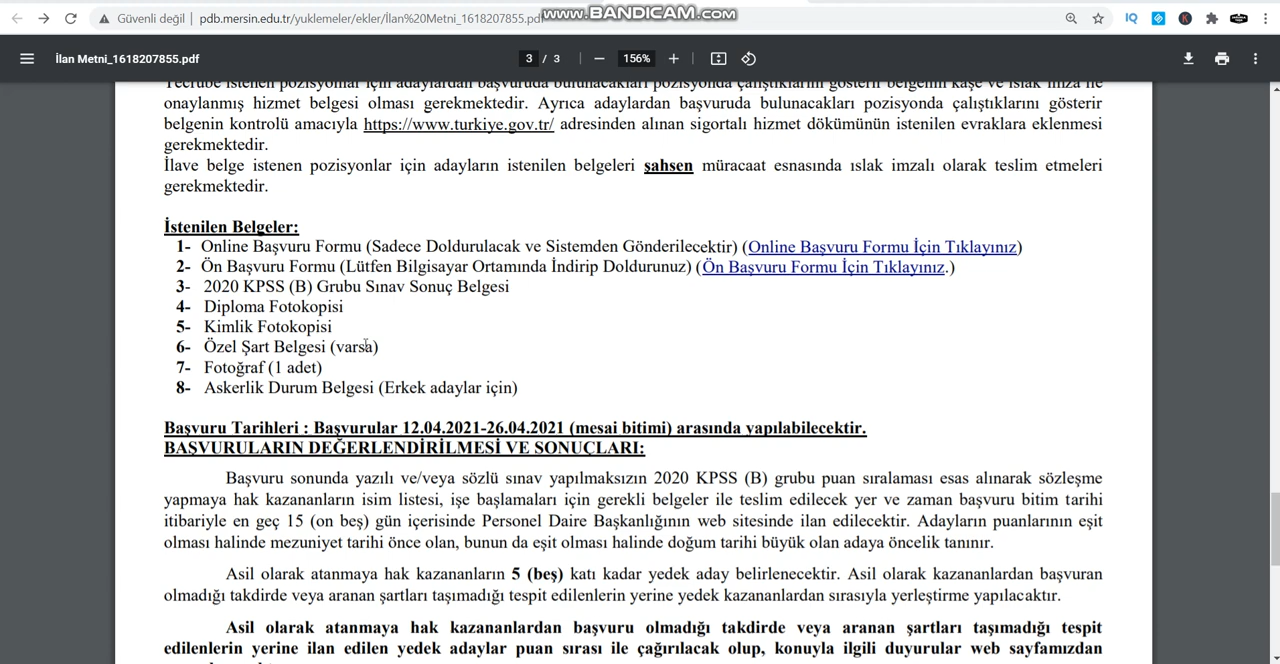 Güvenli değil | pdb.mersin.edu.tr/yuklemeler/ekler/İlan%20Metni_1618207855.pdf
www.BANDICAM.com
IQ
K
İlan Metni_1618207855.pdf
3 / 3
156%
Tecrübe istenen pozisyonlar için adaylardan başvuruda bulunacakları pozisyonda çalıştıklarını gösterir belgenin kaşe ve ıslak imza ile
onaylanmış hizmet belgesi olması gerekmektedir. Ayrıca adaylardan başvuruda bulunacakları pozisyonda çalıştıklarını gösterir
belgenin kontrolü amacıyla https://www.turkiye.gov.tr/ adresinden alınan sigortalı hizmet dökümünün istenilen evraklara eklenmesi
gerekmektedir.
İlave belge istenen pozisyonlar için adayların istenilen belgeleri şahsen müracaat esnasında ıslak imzalı olarak teslim etmeleri
gerekmektedir.
İstenilen Belgeler:
1- Online Başvuru Formu (Sadece Doldurulacak ve Sistemden Gönderilecektir) (Online Başvuru Formu İçin Tıklayınız)
2- Ön Başvuru Formu (Lütfen Bilgisayar Ortamında İndirip Doldurunuz) (Ön Başvuru Formu İçin Tıklayınız.)
3- 2020 KPSS (B) Grubu Sınav Sonuç Belgesi
4- Diploma Fotokopisi
5- Kimlik Fotokopisi
6- Özel Şart Belgesi (varsa)
7- Fotoğraf (1 adet)
8- Askerlik Durum Belgesi (Erkek adaylar için)
Başvuru Tarihleri : Başvurular 12.04.2021-26.04.2021 (mesai bitimi) arasında yapılabilecektir.
BAŞVURULARIN DEĞERLENDİRİLMESİ VE SONUÇLARI:
Başvuru sonunda yazılı ve/veya sözlü sınav yapılmaksızın 2020 KPSS (B) grubu puan sıralaması esas alınarak sözleşme
yapmaya hak kazananların isim listesi, işe başlamaları için gerekli belgeler ile teslim edilecek yer ve zaman başvuru bitim tarihi
itibariyle en geç 15 (on beş) gün içerisinde Personel Daire Başkanlığının web sitesinde ilan edilecektir. Adayların puanlarının eşit
olması halinde mezuniyet tarihi önce olan, bunun da eşit olması halinde doğum tarihi büyük olan adaya öncelik tanınır.
Asil olarak atanmaya hak kazananların 5 (beş) katı kadar yedek aday belirlenecektir. Asil olarak kazananlardan başvuran
olmadığı takdirde veya aranan şartları taşımadığı tespit edilenlerin yerine yedek kazananlardan sırasıyla yerleştirme yapılacaktır.
Asil olarak atanmaya hak kazananlardan başvuru olmadığı takdirde veya aranan şartları taşımadığı tespit
edilenlerin yerine ilan edilen yedek adaylar puan sırası ile çağırılacak olup, konuyla ilgili duyurular web sayfamızdan